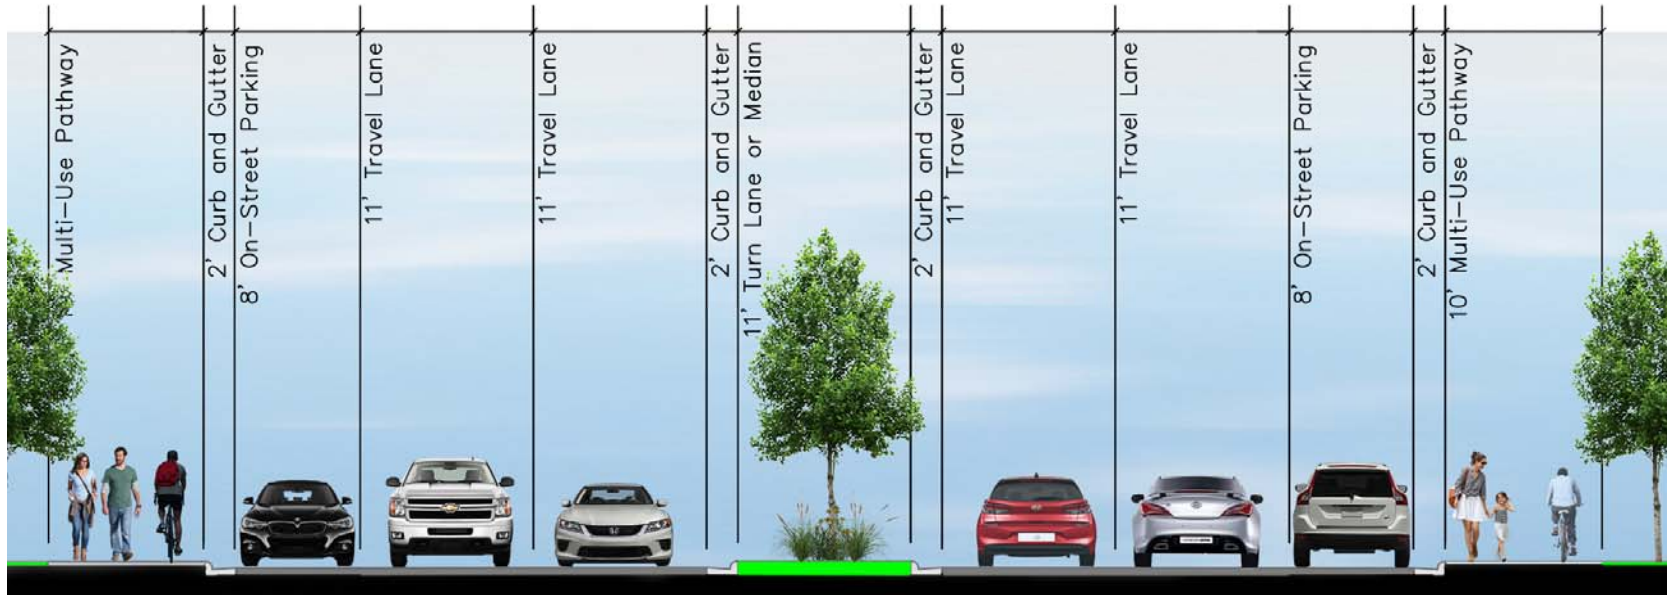 Multi-Use Pathway
2' Curb and Gutter
8' On-Street Parking
11' Travel Lane
11' Travel Lane
2' Curb and Gutter
11' Turn Lane or Median
2' Curb and Gutter
11' Travel Lane
11' Travel Lane
8' On-Street Parking
2' Curb and Gutter
10' Multi-Use Pathway